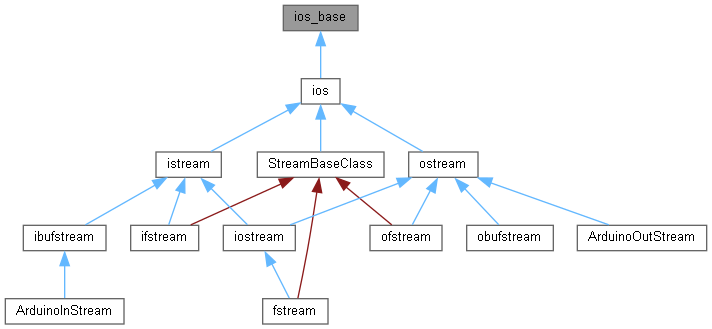 ios_base
ios
istream
StreamBaseClass
ostream
ibufstream
ifstream
iostream
ofstream
obufstream
ArduinoOutStream
ArduinoInStream
fstream